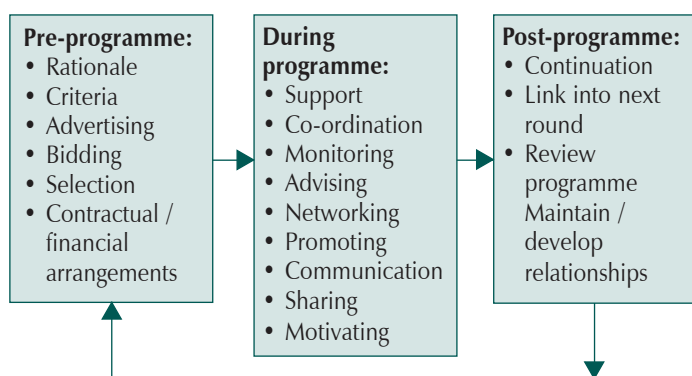 Pre-programme:
• Rationale
• Criteria
• Advertising
• Bidding
• Selection
• Contractual /
financial
arrangements
During
programme:
• Support
• Co-ordination
• Monitoring
• Advising
• Networking
• Promoting
• Communication
• Sharing
• Motivating
Post-programme:
• Continuation
• Link into next
round
• Review
programme
Maintain /
develop
relationships